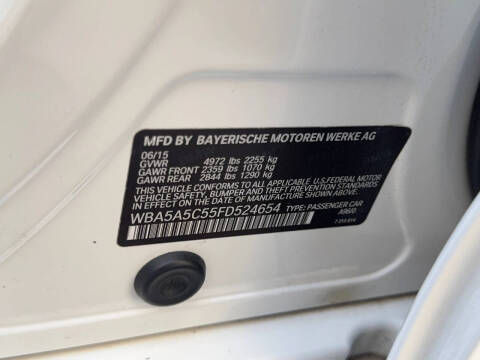 MFD BY BAYERISCHE MOTOREN WERKE AG
06/15
GVWR 4972 lbs 2255 kg
GAWR FRONT 2359 lbs 1070 kg
GAWR REAR 2844 lbs 1290 kg
THIS VEHICLE CONFORMS TO ALL APPLICABLE U.S.FEDERAL MOTOR
VEHICLE SAFETY, BUMPER AND THEFT PREVENTION STANDARDS
IN EFFECT ON THE DATE OF MANUFACTURE SHOWN ABOVE.
WBA5A5C55FD524654 TYPE: PASSENGER CAR